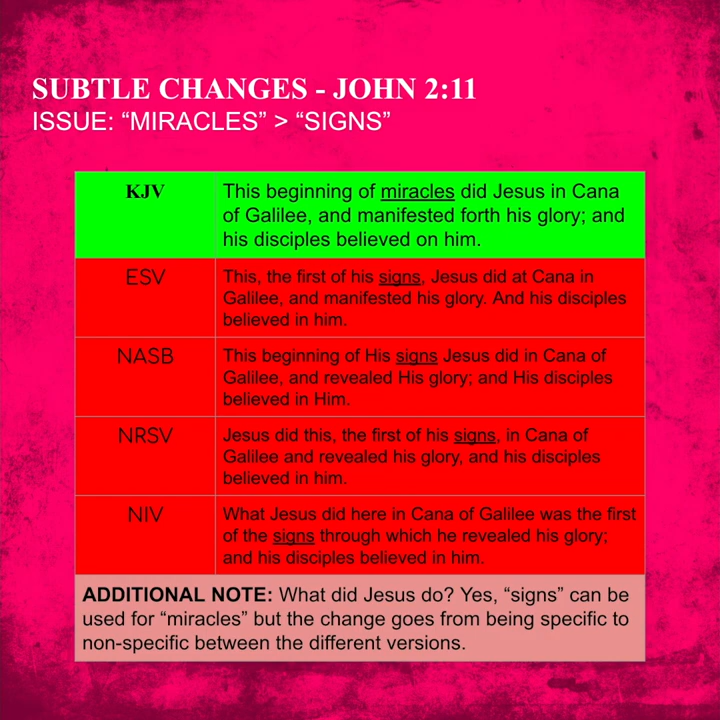 SUBTLE CHANGES - JOHN 2:11
ISSUE: “MIRACLES” > “SIGNS”
KJV
This beginning of miracles did Jesus in Cana
of Galilee, and manifested forth his glory; and
his disciples believed on him.
ESV
This, the first of his signs, Jesus did at Cana in
Galilee, and manifested his glory. And his disciples
believed in him.
NASB
This beginning of His signs Jesus did in Cana of
Galilee, and revealed His glory; and His disciples
believed in Him.
NRSV
Jesus did this, the first of his signs, in Cana of
Galilee and revealed his glory, and his disciples
believed in him.
NIV
What Jesus did here in Cana of Galilee was the first
of the signs through which he revealed his glory;
and his disciples believed in him.
ADDITIONAL NOTE: What did Jesus do? Yes, “signs” can be
used for “miracles” but the change goes from being specific to
non-specific between the different versions.